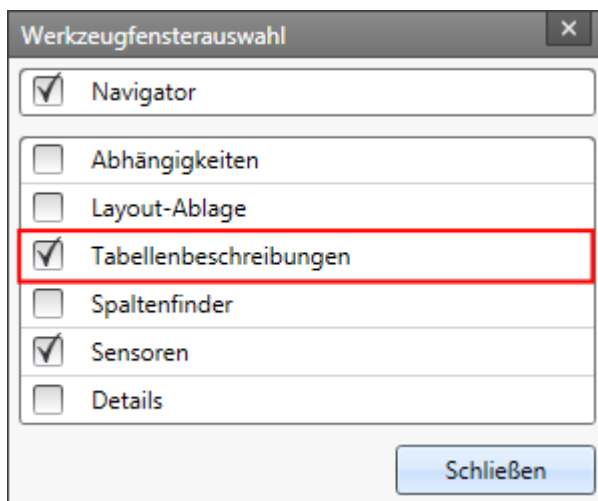 Werkzeugfensterauswahl
Navigator
Abhängigkeiten
Layout-Ablage
Tabellenbeschreibungen
Spaltenfinder
Sensoren
Details
Schließen